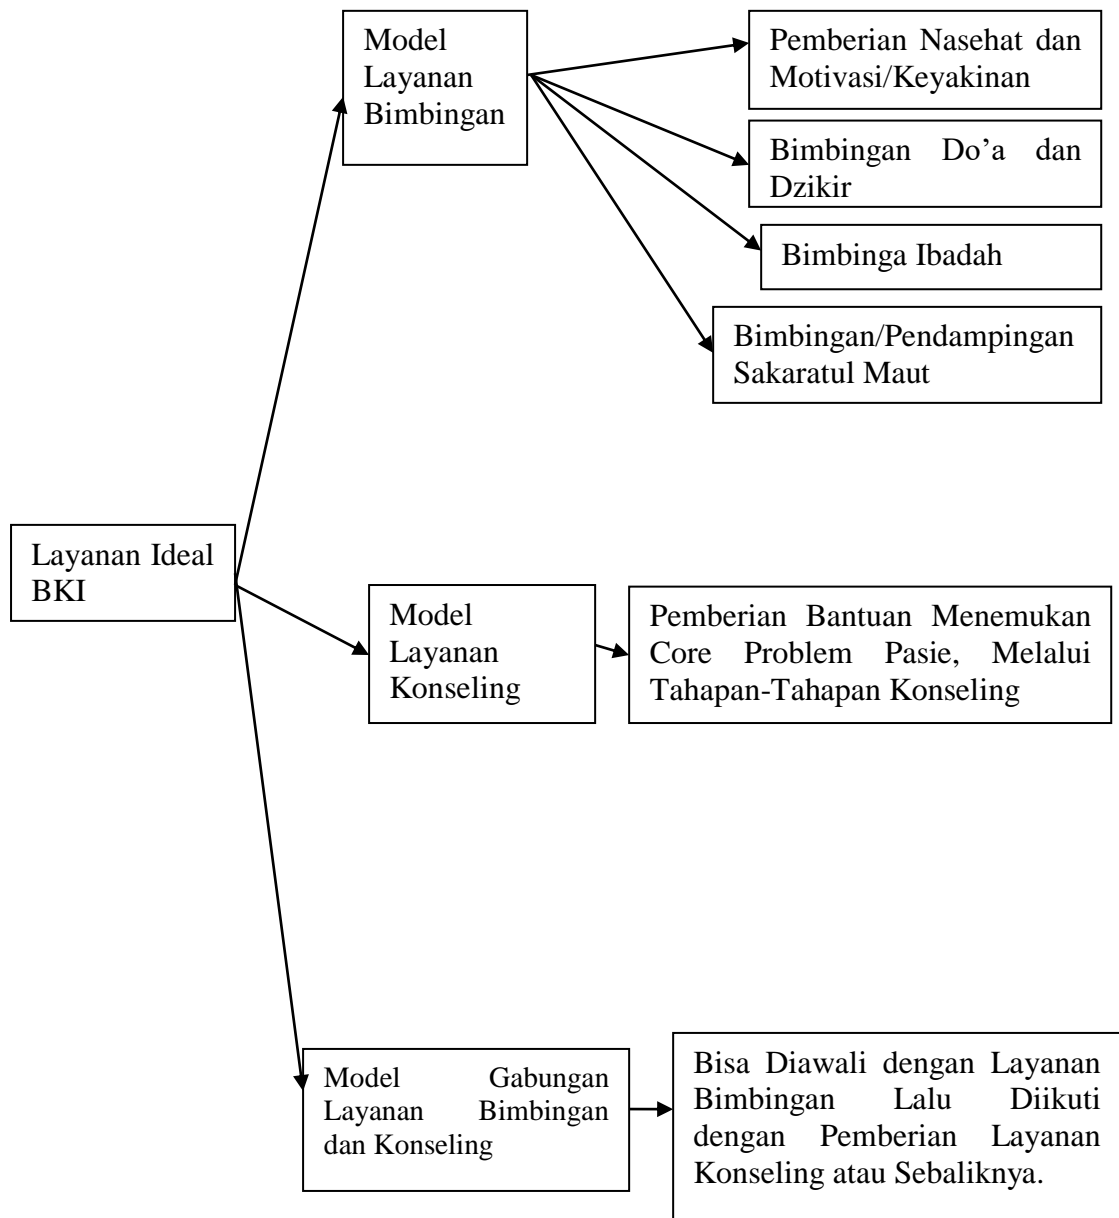 Model
Layanan
Bimbingan
Pemberian Nasehat dan
Motivasi/Keyakinan
Bimbingan Do’a dan
Dzikir
Bimbinga Ibadah
Bimbingan/Pendampingan
Sakaratul Maut
Layanan Ideal
BKI
Model
Layanan
Konseling
Pemberian Bantuan Menemukan
Core Problem Pasie, Melalui
Tahapan-Tahapan Konseling
Model Gabungan
Layanan Bimbingan
dan Konseling
Bisa Diawali dengan Layanan
Bimbingan Lalu Diikuti
dengan Pemberian Layanan
Konseling atau Sebaliknya.